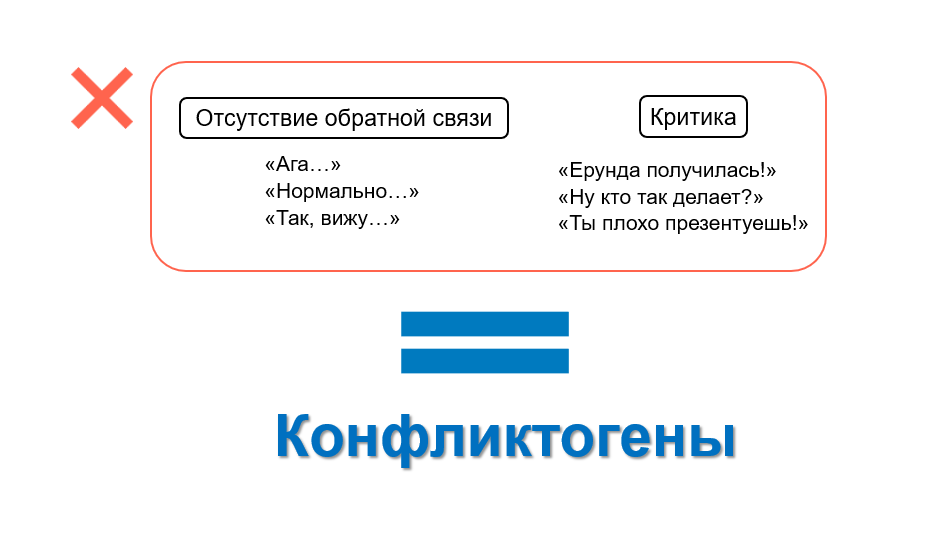 Отсутствие обратной связи
«Ага…»
«Нормально…»
«Так, вижу…»
Критика
«Ерунда получилась!»
«Ну кто так делает?»
«Ты плохо презентуешь!»
Конфликтогены